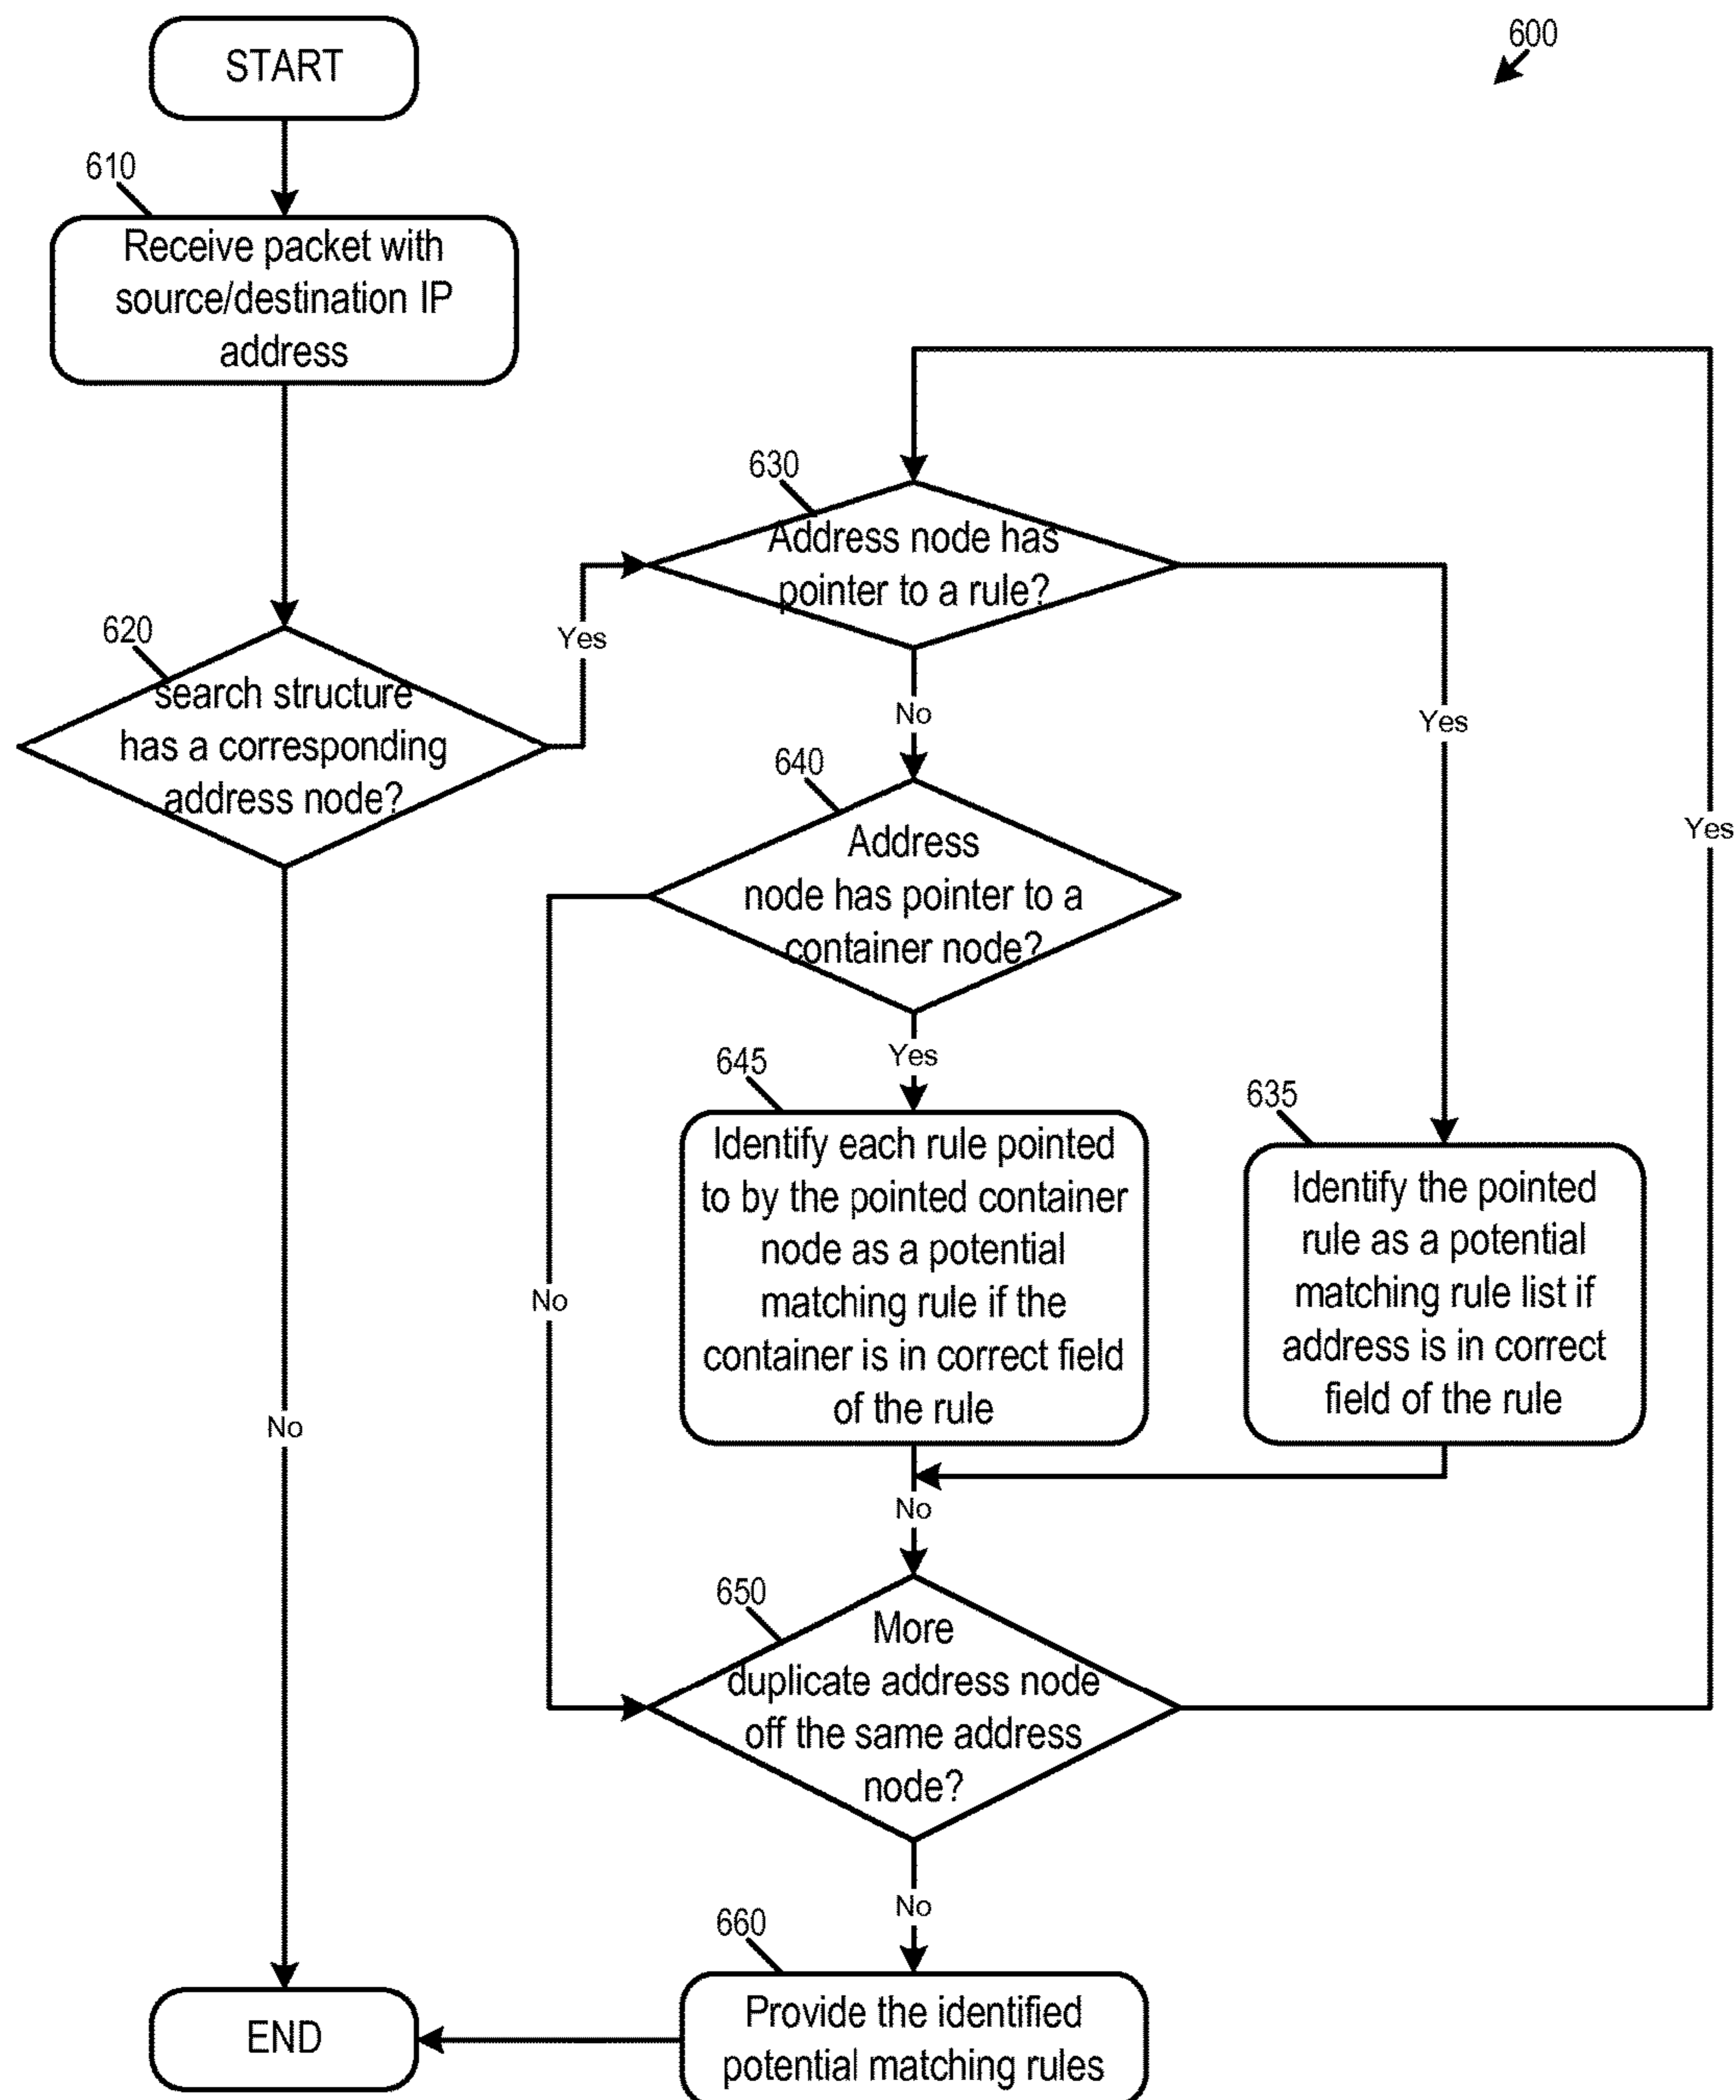 START
600
610
Receive packet with
source/destination IP
address
620
search structure
has a corresponding
address node?
Yes
No
630
Address node has
pointer to a rule?
No
Yes
640
Address
node has pointer to a
container node?
No
Yes
Yes
645
Identify each rule pointed
to by the pointed container
node as a potential
matching rule if the
container is in correct field
of the rule
635
Identify the pointed
rule as a potential
matching rule list if
address is in correct
field of the rule
No
650
More
duplicate address node
off the same address
node?
No
660
Provide the identified
potential matching rules
END